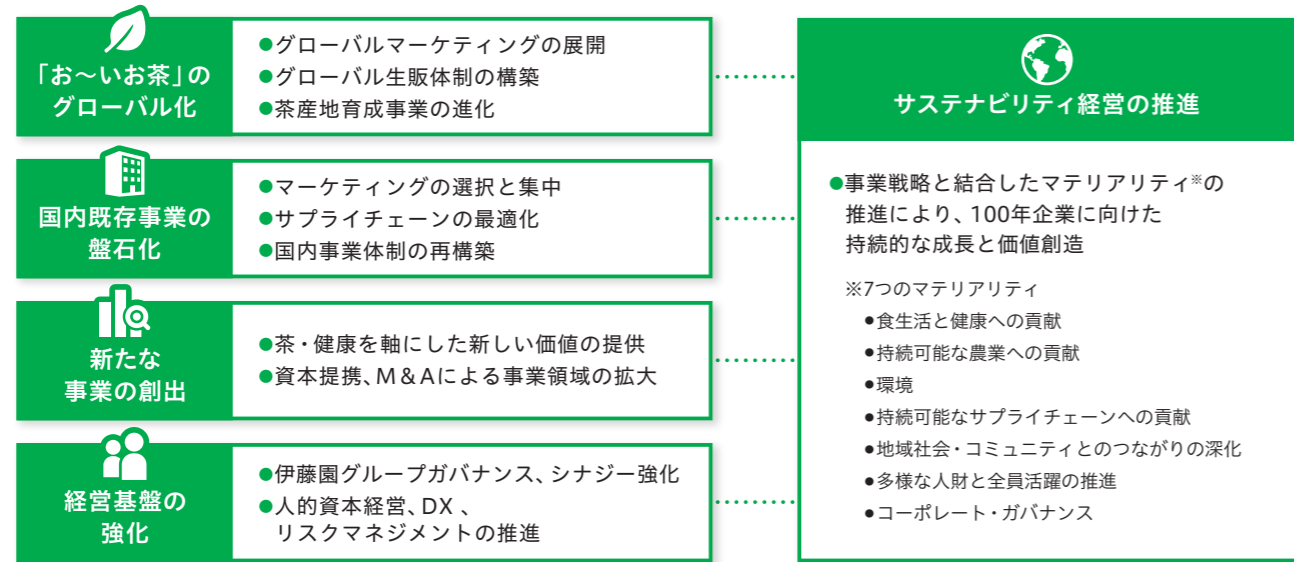 「お～いお茶」の
グローバル化
●グローバルマーケティングの展開
●グローバル生販体制の構築
●茶産地育成事業の進化
国内既存事業の
盤石化
●マーケティングの選択と集中
●サプライチェーンの最適化
●国内事業体制の再構築
新たな
事業の創出
●茶・健康を軸にした新しい価値の提供
●資本提携、M&Aによる事業領域の拡大
経営基盤の
強化
●伊藤園グループガバナンス、シナジー強化
●人的資本経営、DX 、
リスクマネジメントの推進
サステナビリティ経営の推進
●事業戦略と結合したマテリアリティ※の
推進により、100年企業に向けた
持続的な成長と価値創造
※7つのマテリアリティ
●食生活と健康への貢献
●持続可能な農業への貢献
●環境
●持続可能なサプライチェーンへの貢献
●地域社会・コミュニティとのつながりの深化
●多様な人財と全員活躍の推進
●コーポレート・ガバナンス